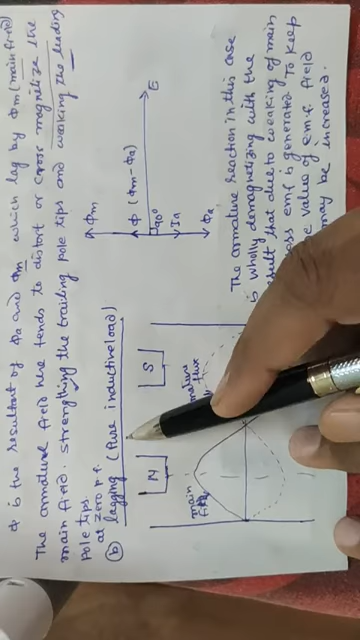 Φ is the resultant of Φa and Φm which lag by Φm (main field)
The armature field here tends to distort or cross magnetize the
main field. strengthing the trailing pole tips and weaking the leading
Pole tips.
at zero p.f.
(b) lagging (Pure inductive load)
N
S
main
armature
flux
Φm
Φ (Φm-Φa)
90°
E
Ia
Φa
The armature reaction in this case
is wholly demagnetizing with the
that due to weaking of main
less emf is generated To keep
value of e.m.f. field
may be increased.